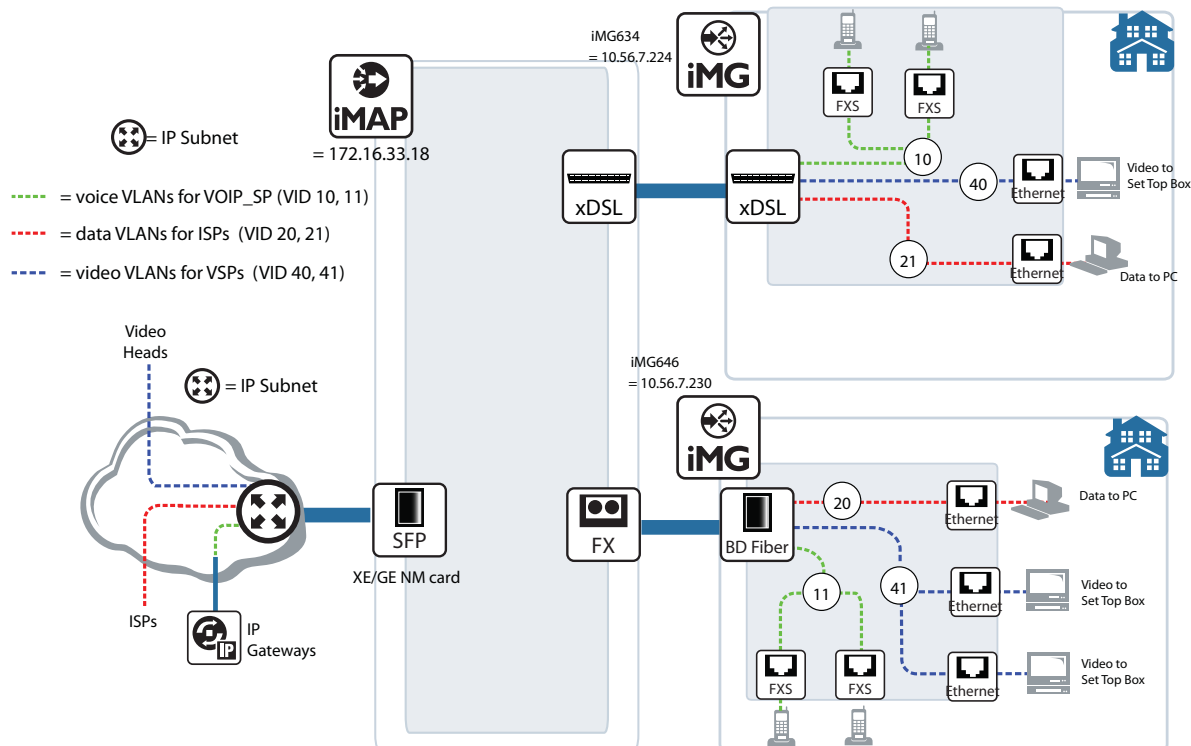 iMG634
= 10.56.7.224
iMG
iMAP
= 172.16.33.18
= IP Subnet
= voice VLANs for VOIP_SP (VID 10, 11)
= data VLANs for ISPs (VID 20, 21)
= video VLANs for VSPs (VID 40, 41)
xDSL
xDSL
FXS
FXS
10
40
Ethernet
Video to
Set Top Box
21
Ethernet
Data to PC
Video
Heads
= IP Subnet
ISPs
IP
IP
Gateways
SFP
XE/GE NM card
FX
iMG646
= 10.56.7.230
iMG
BD Fiber
20
Ethernet
Data to PC
11
41
Ethernet
Video to
Set Top Box
FXS
FXS
Ethernet
Video to
Set Top Box